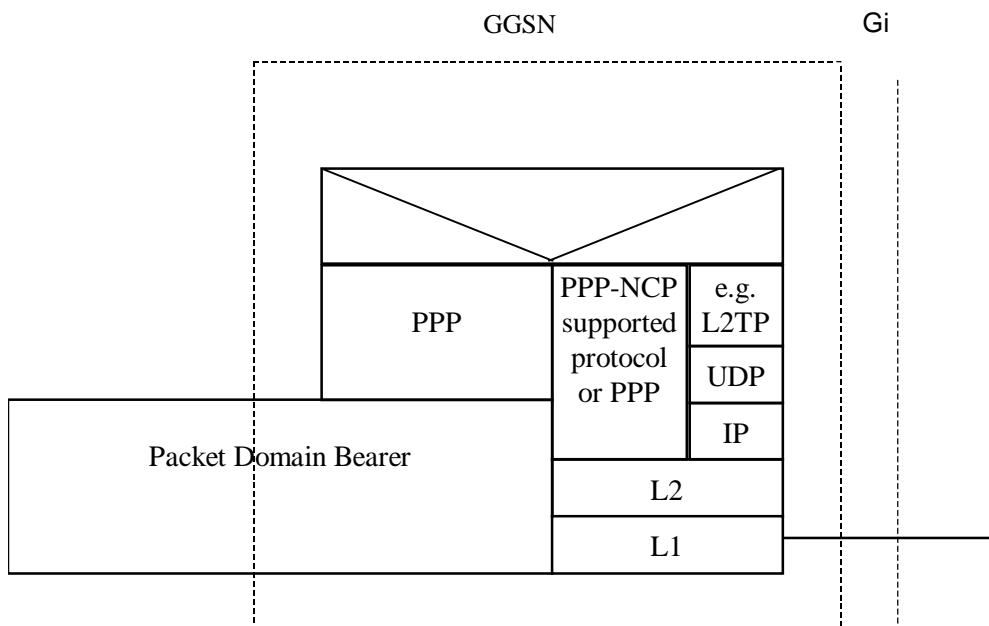 GGSN
Gi
PPP
PPP-NCP
supported
protocol
or PPP
e.g.
L2TP
UDP
IP
Packet Domain Bearer
L2
L1